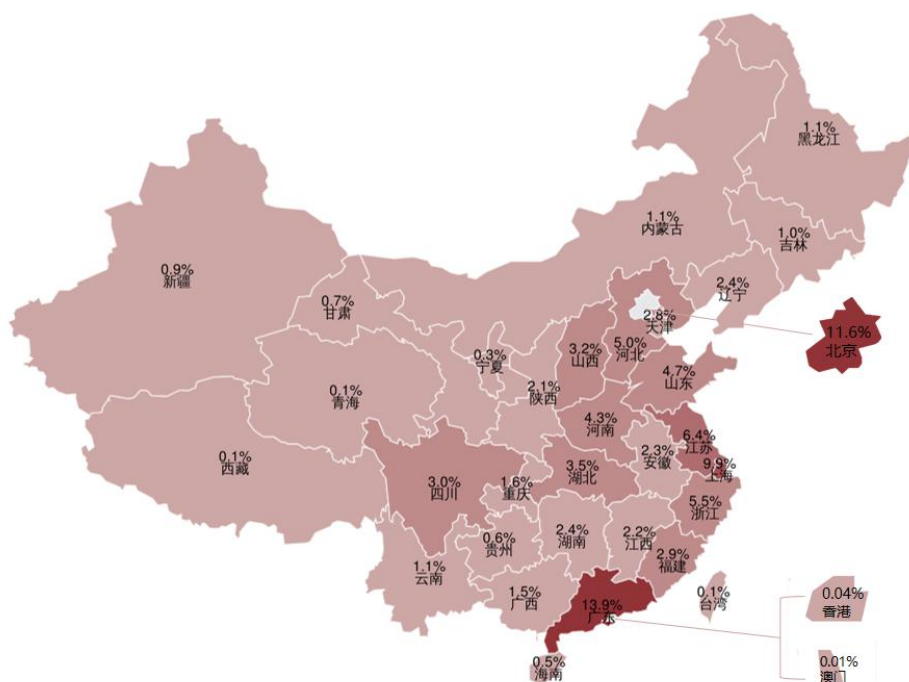 1.1%
黑龙江
1.1%
内蒙古
1.0%
吉林
0.9%
新疆
2.4%
辽宁
0.7%
甘肃
2.8%
天津
11.6%
北京
5.0%
河北
3.2%
山西
0.3%
宁夏
4.7%
山东
0.1%
青海
2.1%
陕西
4.3%
河南
6.4%
江苏
2.3%
安徽
0.1%
西藏
9.9%
上海
3.5%
湖北
3.0%
四川
1.6%
重庆
5.5%
浙江
2.4%
湖南
2.2%
江西
0.6%
贵州
2.9%
福建
1.1%
云南
1.5%
广西
13.9%
广东
0.1%
台湾
0.04%
香港
0.5%
海南
0.01%
澳门